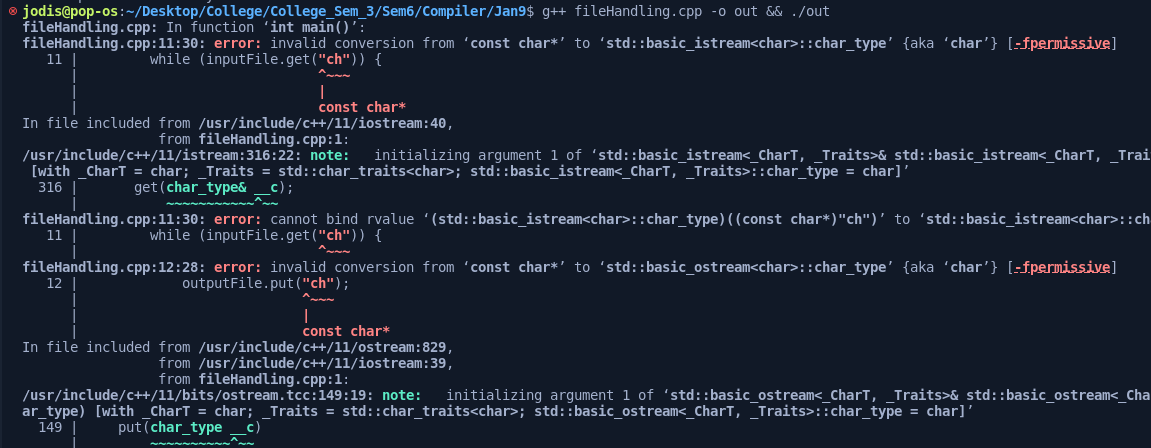 jodis@pop-os:~/Desktop/College/College_Sem_3/Sem6/Compiler/Jan9$ g++ fileHandling.cpp -o out && ./out
fileHandling.cpp: In function ‘int main()’:
fileHandling.cpp:11:30: error: invalid conversion from ‘const char*’ to ‘std::basic_istream<char>::char_type’ {aka ‘char’} [-fpermissive]
   11 |         while (inputFile.get("ch")) {
      |                              ^~~~
      |                              |
      |                              const char*
In file included from /usr/include/c++/11/iostream:40,
                 from fileHandling.cpp:1:
/usr/include/c++/11/istream:316:22: note:   initializing argument 1 of ‘std::basic_istream<_CharT, _Traits>& std::basic_istream<_CharT, _Trai
 [with _CharT = char; _Traits = std::char_traits<char>; std::basic_istream<_CharT, _Traits>::char_type = char]’
  316 |       get(char_type& __c);
      |           ~~~~~~~~~~~^~~
fileHandling.cpp:11:30: error: cannot bind rvalue ‘(std::basic_istream<char>::char_type)((const char*)"ch")’ to ‘std::basic_istream<char>::ch
   11 |         while (inputFile.get("ch")) {
      |                              ^~~~
fileHandling.cpp:12:28: error: invalid conversion from ‘const char*’ to ‘std::basic_ostream<char>::char_type’ {aka ‘char’} [-fpermissive]
   12 |             outputFile.put("ch");
      |                            ^~~~
      |                            |
      |                            const char*
In file included from /usr/include/c++/11/ostream:829,
                 from /usr/include/c++/11/iostream:39,
                 from fileHandling.cpp:1:
/usr/include/c++/11/bits/ostream.tcc:149:19: note:   initializing argument 1 of ‘std::basic_ostream<_CharT, _Traits>& std::basic_ostream<_Cha
ar_type) [with _CharT = char; _Traits = std::char_traits<char>; std::basic_ostream<_CharT, _Traits>::char_type = char]’
  149 |     put(char_type __c)
      |         ~~~~~~~~~~^~~